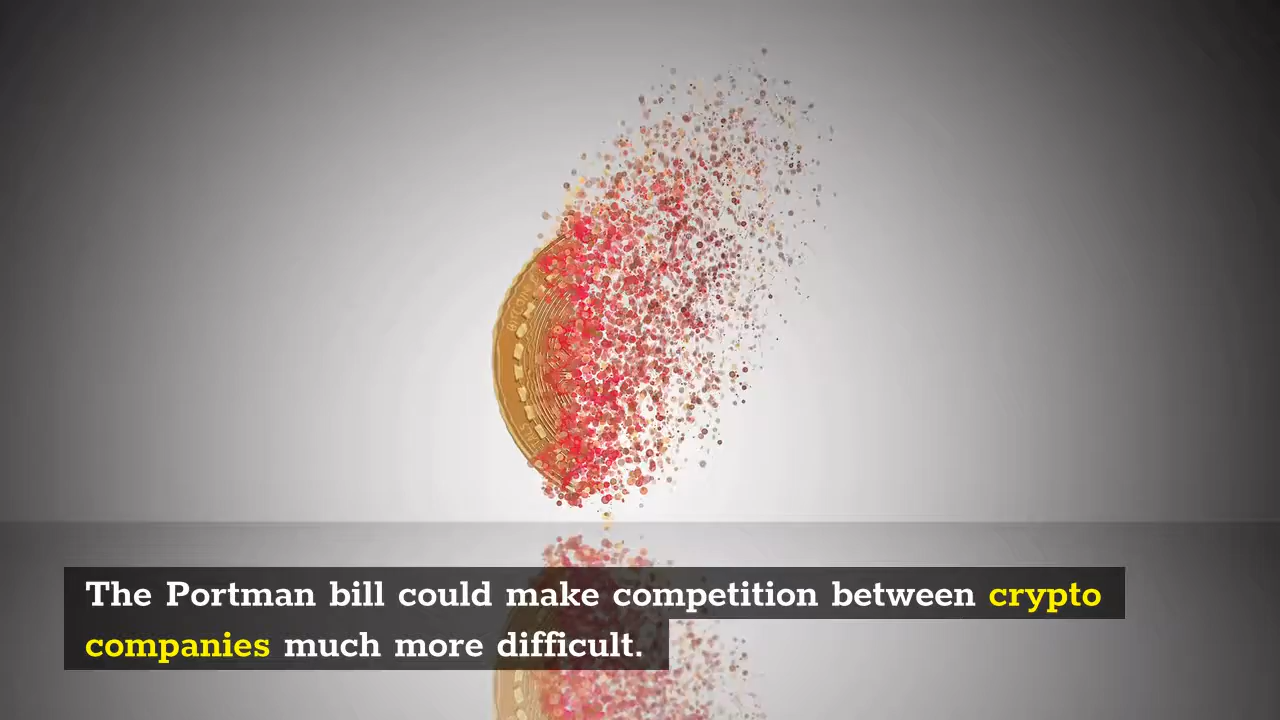 The Portman bill could make competition between crypto
companies much more difficult.